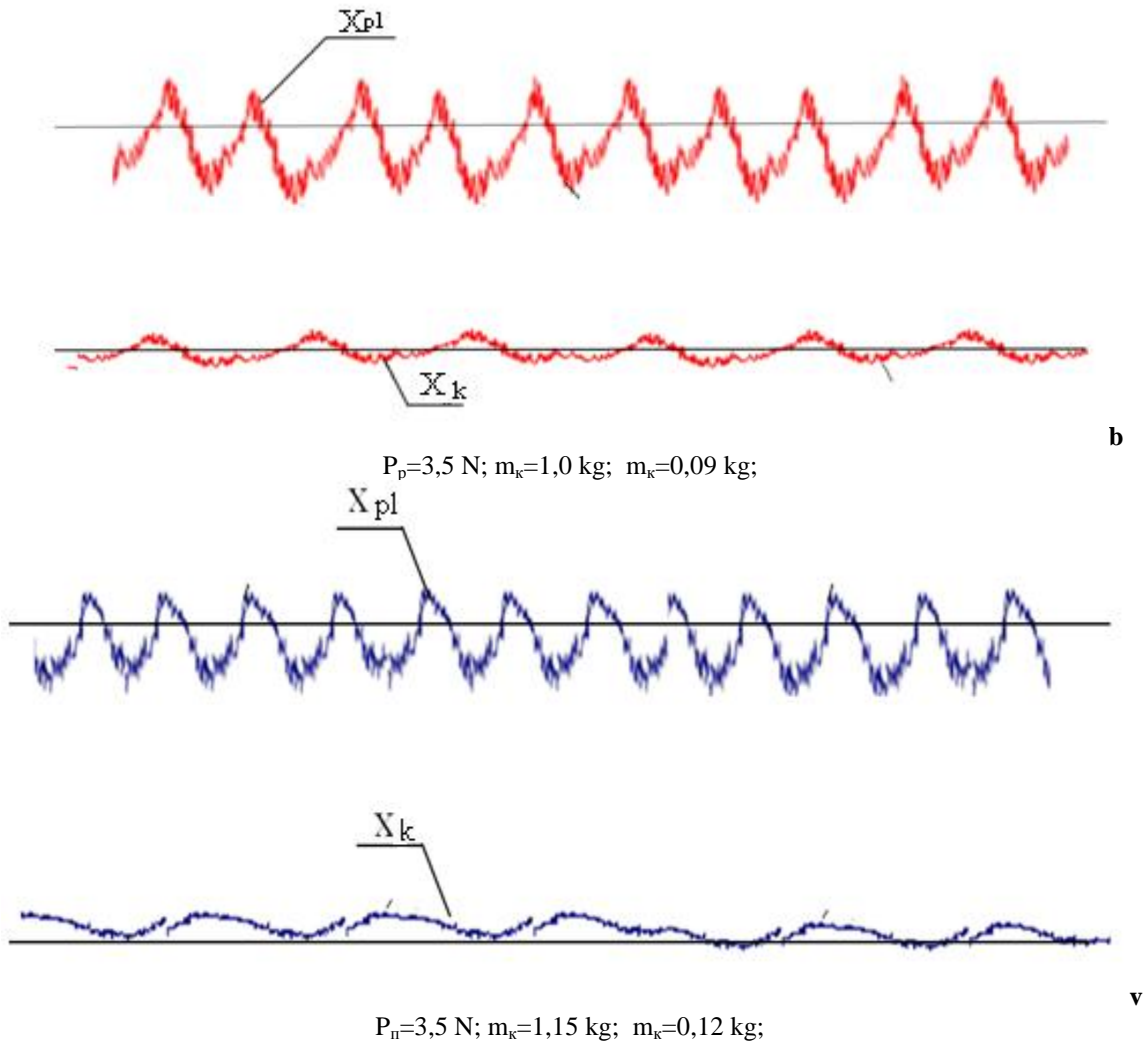 Xpl
Xk
b
Pp=3,5 N; mк=1,0 kg; mк=0,09 kg;
Xpl
Xk
v
Pп=3,5 N; mк=1,15 kg; mк=0,12 kg;